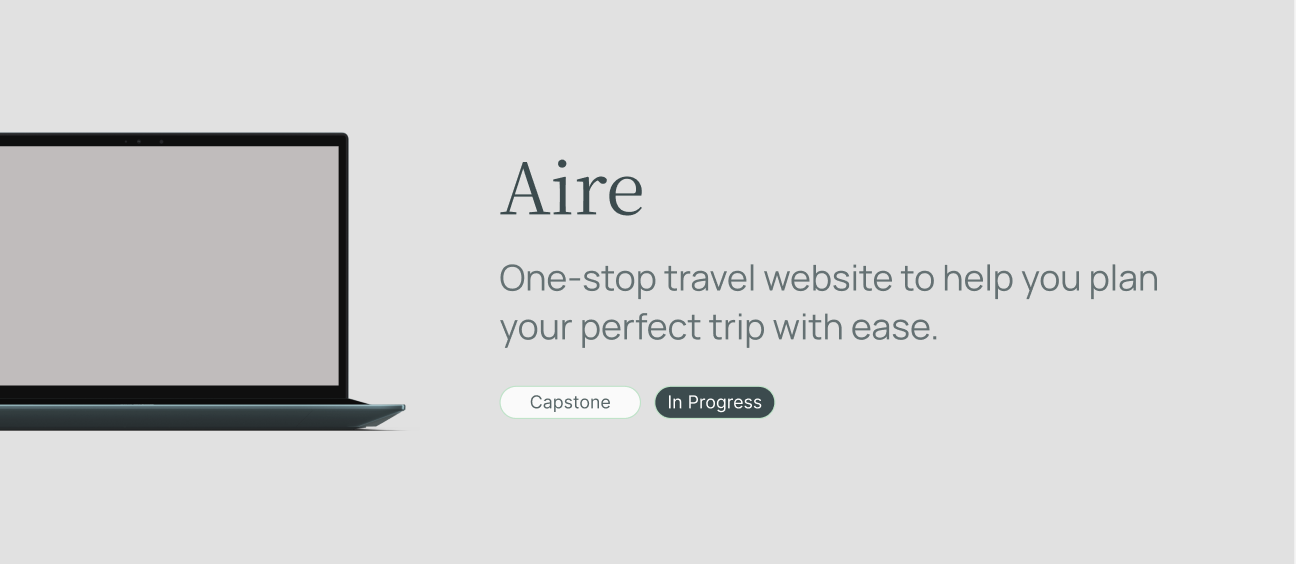 Aire
One-stop travel website to help you plan
your perfect trip with ease.
Capstone
In Progress